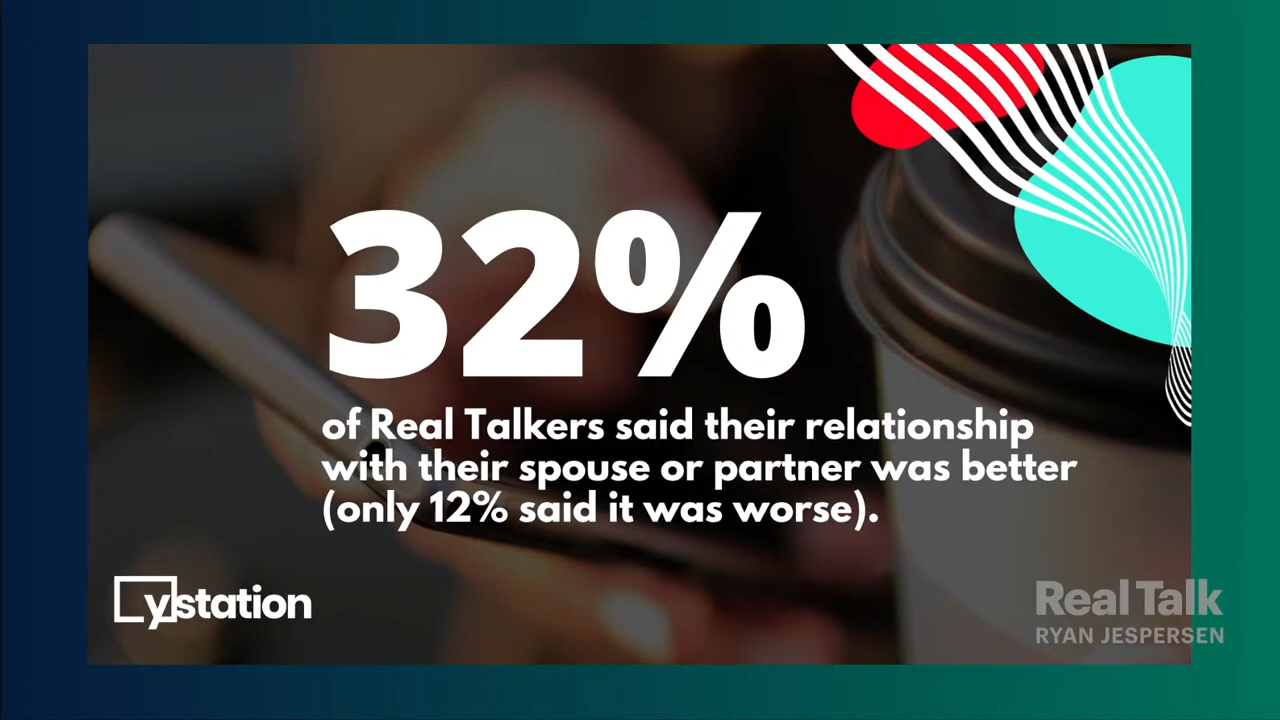 32%
of Real Talkers said their relationship
with their spouse or partner was better
(only 12% said it was worse).
ystation
Real Talk
RYAN JESPERSEN